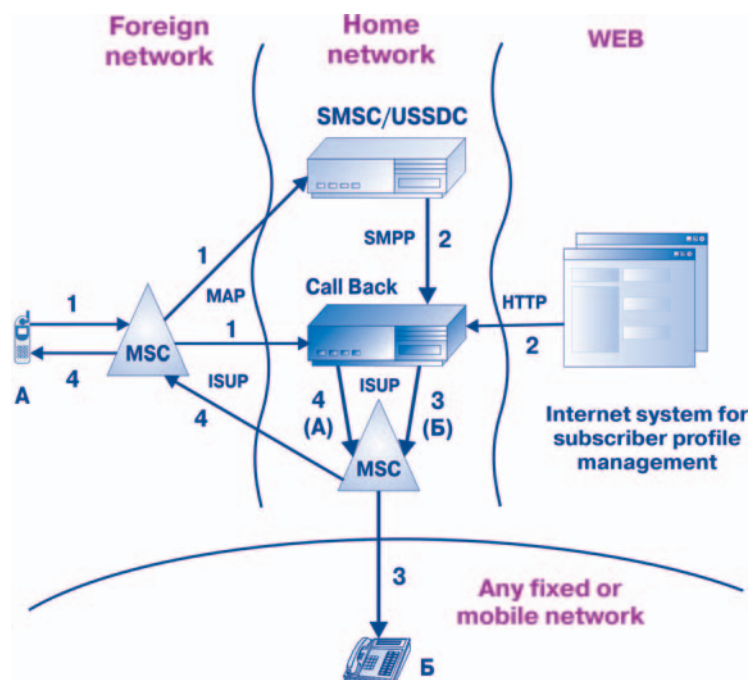 Foreign
network
Home
network
WEB
SMSC/USSDC
1
MAP
SMPP
2
Call Back
HTTP
2
1
4
А
MSC
1
ISUP
4
ISUP
4
(А)
3
(Б)
MSC
Internet system for
subscriber profile
management
3
Any fixed or
mobile network
Б